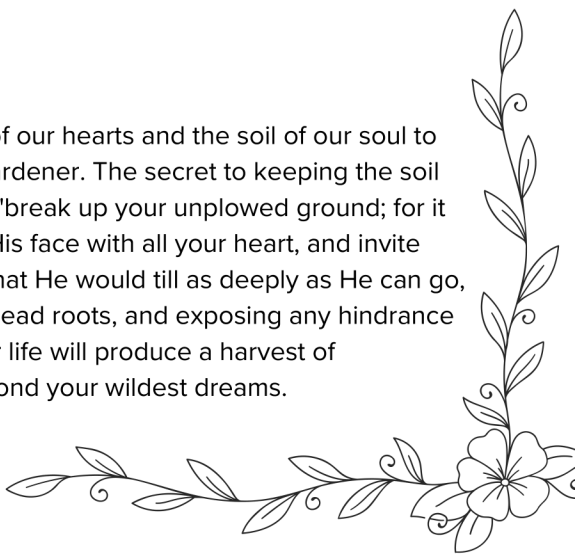 of our hearts and the soil of our soul to
rdener. The secret to keeping the soil
"break up your unplowed ground; for it
His face with all your heart, and invite
hat He would till as deeply as He can go,
ead roots, and exposing any hindrance
life will produce a harvest of
ond your wildest dreams.